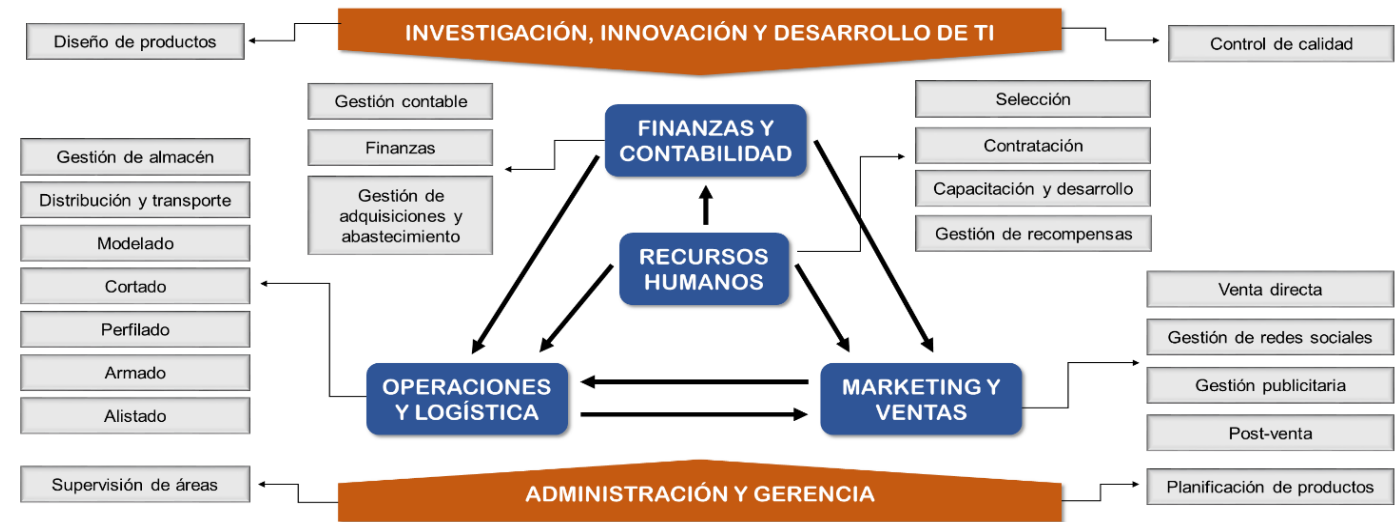 INVESTIGACIÓN, INNOVACIÓN Y DESARROLLO DE TI
Diseño de productos
Control de calidad
Gestión contable
Finanzas
Gestión de
adquisiciones y
abastecimiento
FINANZAS Y
CONTABILIDAD
Selección
Contratación
Capacitación y desarrollo
Gestión de recompensas
RECURSOS
HUMANOS
Gestión de almacén
Distribución y transporte
Modelado
Cortado
Perfilado
Armado
Alistado
OPERACIONES
Y LOGÍSTICA
MARKETING Y
VENTAS
Venta directa
Gestión de redes sociales
Gestión publicitaria
Post-venta
Supervisión de áreas
ADMINISTRACIÓN Y GERENCIA
Planificación de productos